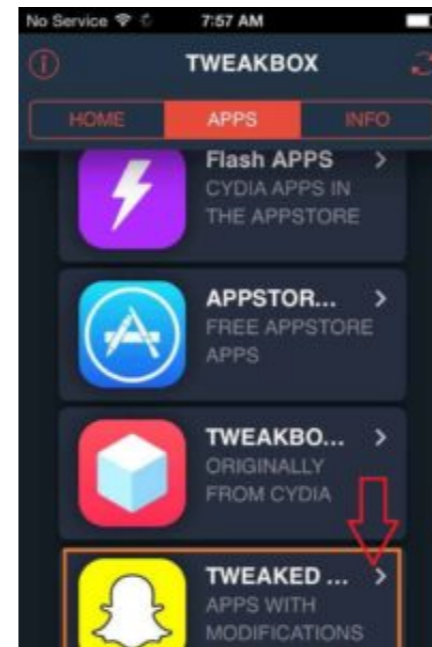 No Service 7:57 AM
TWEAKBOX
HOME APPS INFO
Flash APPS >
CYDIA APPS IN
THE APPSTORE
APPSTOR... >
FREE APPSTORE
APPS
TWEAKBO... >
ORIGINALLY
FROM CYDIA
TWEAKED ... >
APPS WITH
MODIFICATIONS